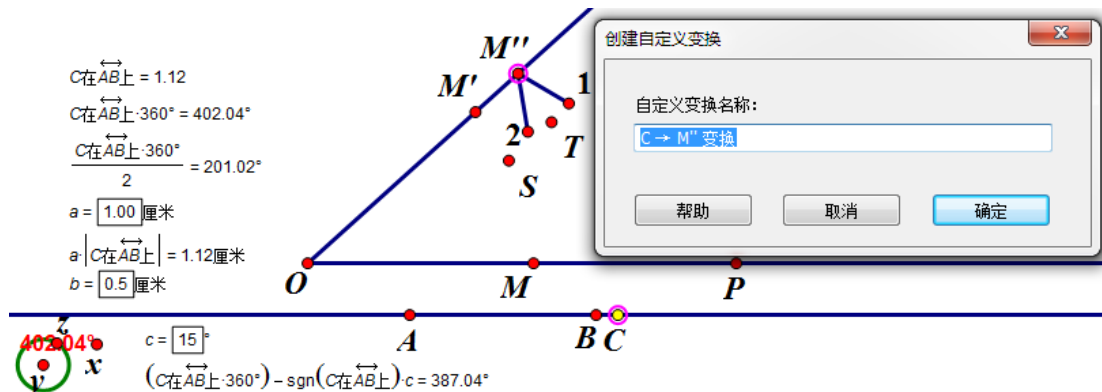 C在AB上 = 1.12
C在AB上·360° = 402.04°
C在AB上·360°
2
= 201.02°
a = 1.00 厘米
a·|C在AB上| = 1.12厘米
b = 0.5 厘米
M''
M'
1
2
T
S
O
M
P
A
B
C
402.04°
z
x
y
c = 15°
(C在AB上·360°) – sgn(C在AB上)·c = 387.04°
创建自定义变换
自定义变换名称：
C → M'' 变换
帮助
取消
确定